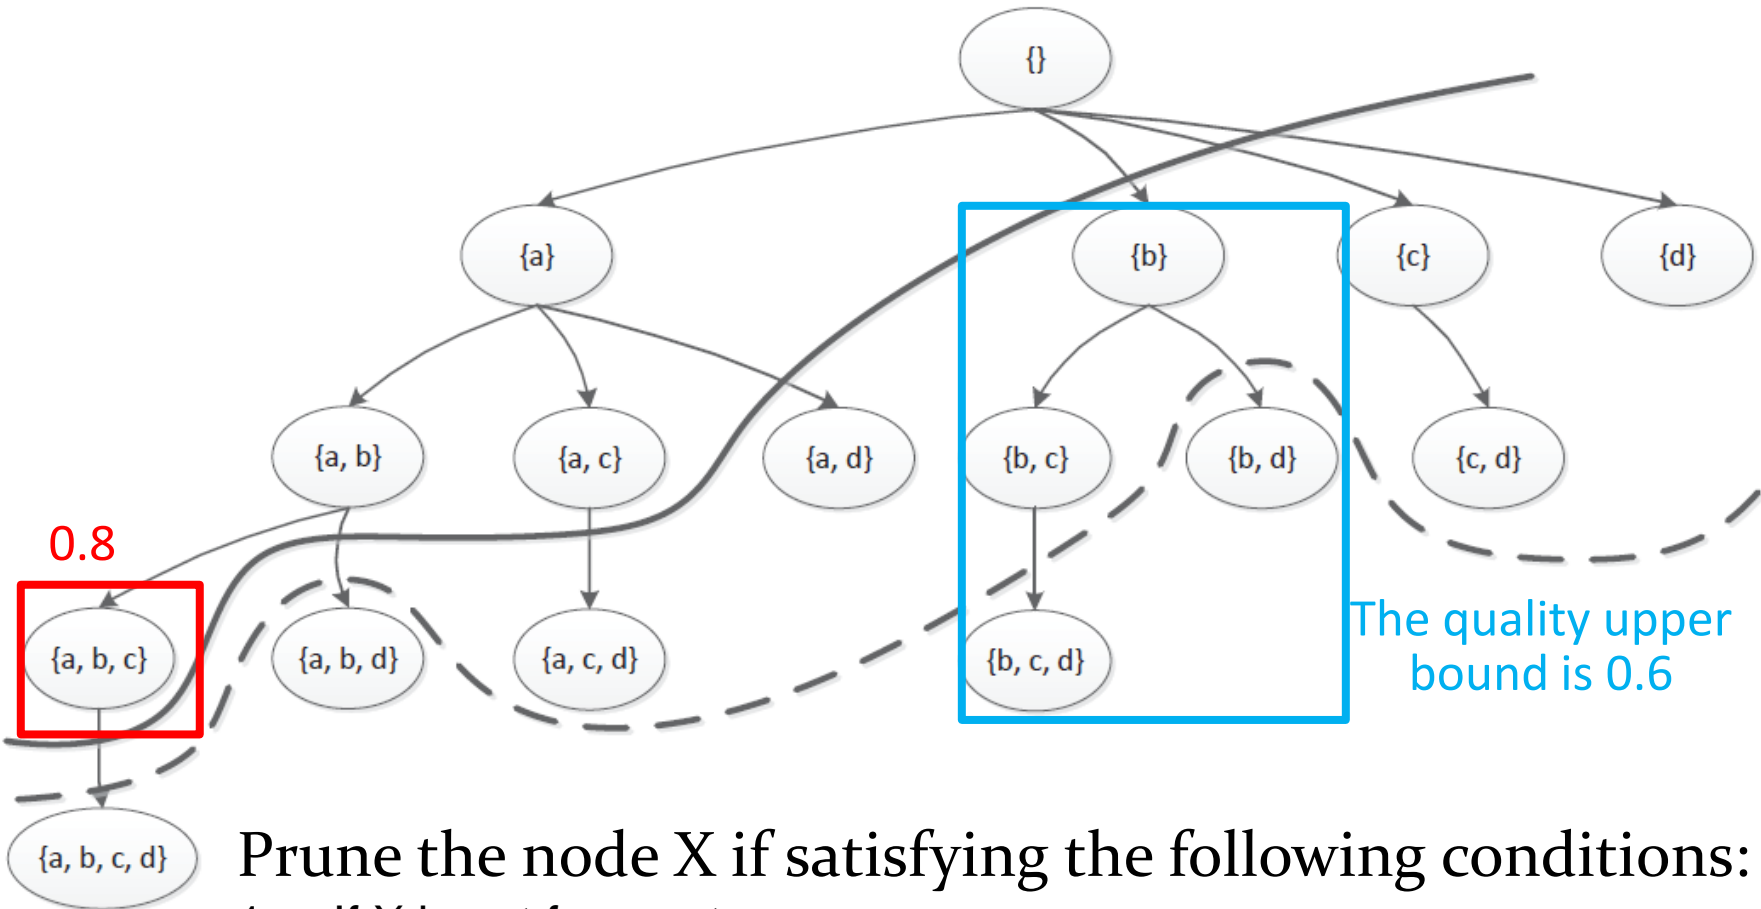 {}
{a}
{b}
{c}
{d}
{a, b}
{a, c}
{a, d}
{b, c}
{b, d}
{c, d}
0.8
{a, b, c}
{a, b, d}
{a, c, d}
{b, c, d}
The quality upper
bound is 0.6
{a, b, c, d}
Prune the node X if satisfying the following conditions: